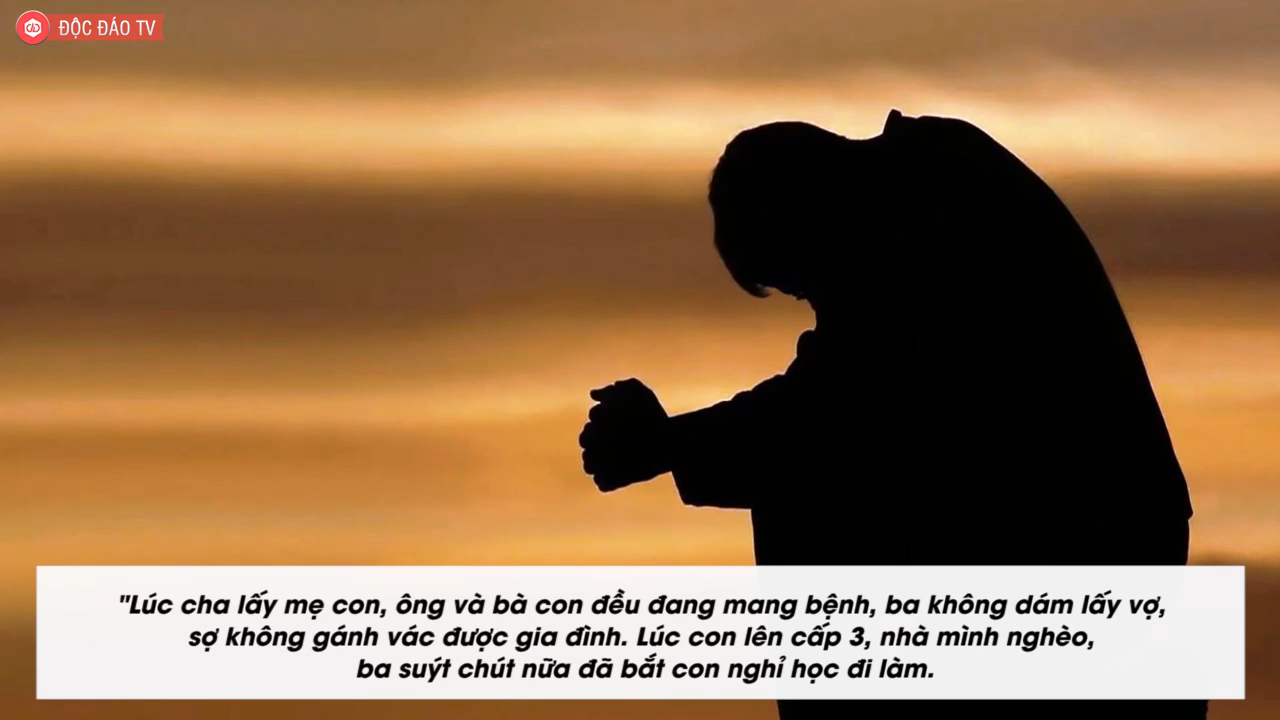 ĐỘC ĐÁO TV
"Lúc cha lấy mẹ con, ông và bà con đều đang mang bệnh, ba không dám lấy vợ,
sợ không gánh vác được gia đình. Lúc con lên cấp 3, nhà mình nghèo,
ba suýt chút nữa đã bắt con nghỉ học đi làm.